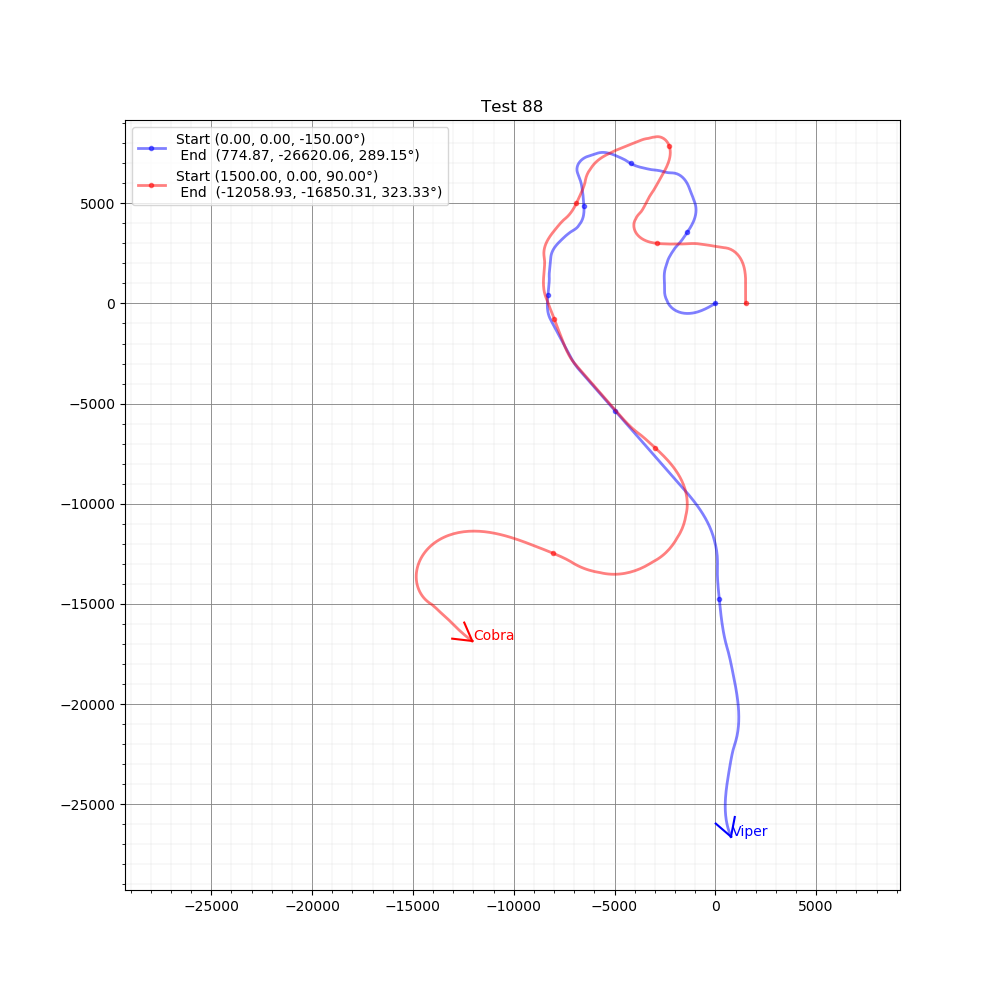 Test 88
Start (0.00, 0.00, -150.00°)
End (774.87, -26620.06, 289.15°)
Start (1500.00, 0.00, 90.00°)
End (-12058.93, -16850.31, 323.33°)
5000
0
−5000
−10000
−15000
−20000
−25000
Cobra
Viper
−25000 −20000 −15000 −10000 −5000 0 5000